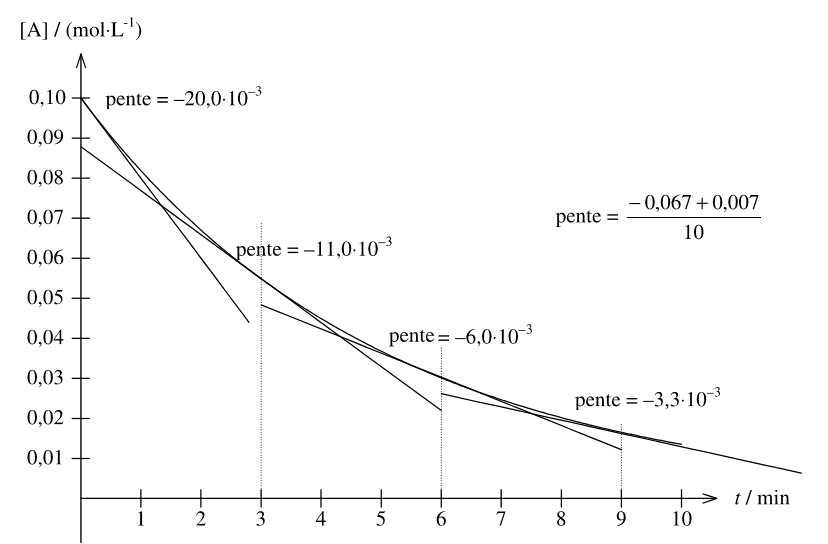 [A] / (mol·L⁻¹)
0,10
pente = –20,0·10⁻³
0,09
0,08
0,07
pente = – 0,067 + 0,007
10
0,06
pente = –11,0·10⁻³
0,05
0,04
pente = –6,0·10⁻³
0,03
pente = –3,3·10⁻³
0,02
0,01
1 2 3 4 5 6 7 8 9 10
t / min